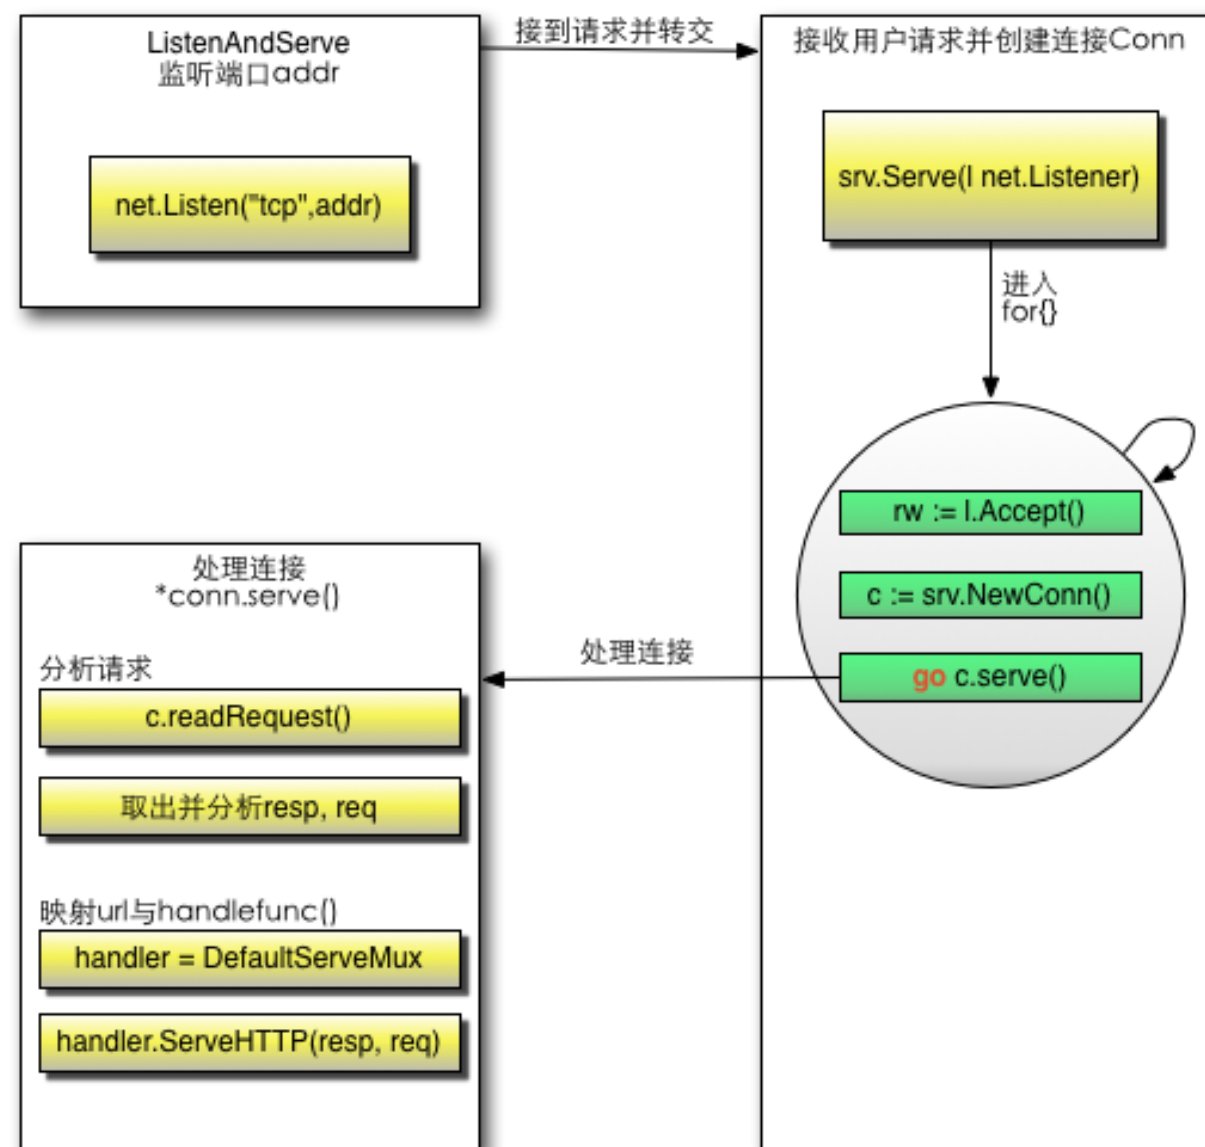 ListenAndServe
监听端口addr
net.Listen("tcp",addr)
接到请求并转交
接收用户请求并创建连接Conn
srv.Serve(l net.Listener)
进入
for{}
rw := l.Accept()
c := srv.NewConn()
go c.serve()
处理连接
处理连接
*conn.serve()
分析请求
c.readRequest()
取出并分析resp, req
映射url与handlefunc()
handler = DefaultServeMux
handler.ServeHTTP(resp, req)